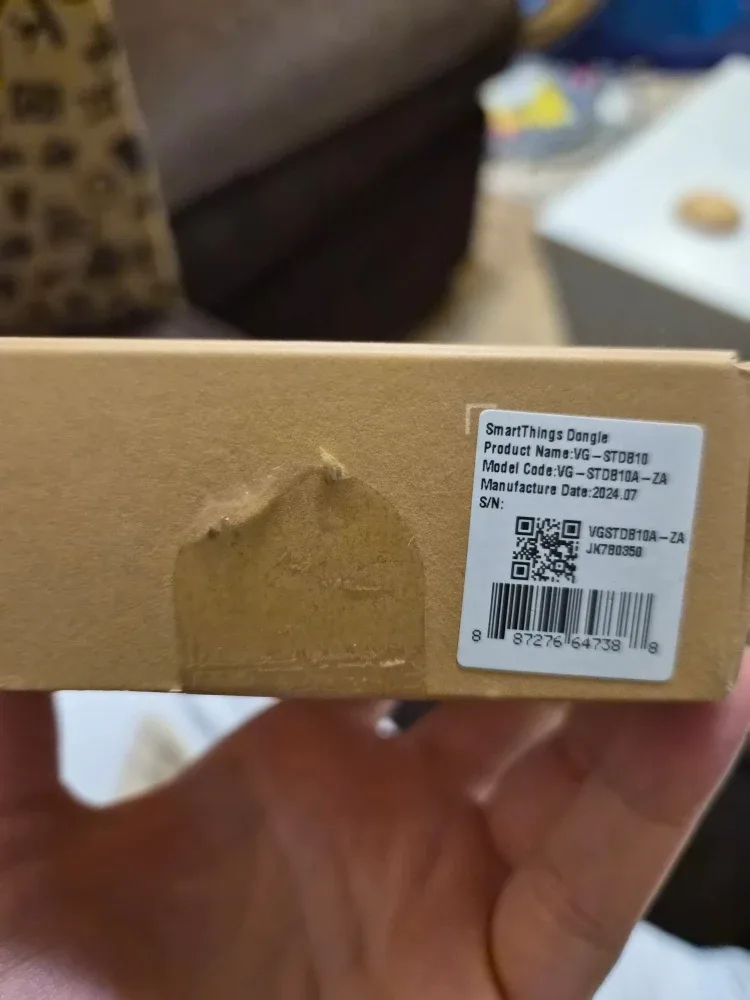 SmartThings Dongle
Product Name:VG-STDB10
Model Code:VG-STDB10A-ZA
Manufacture Date:2024.07
S/N:
VGSTDB10A-ZA
JK780350
8 87276 64738 8